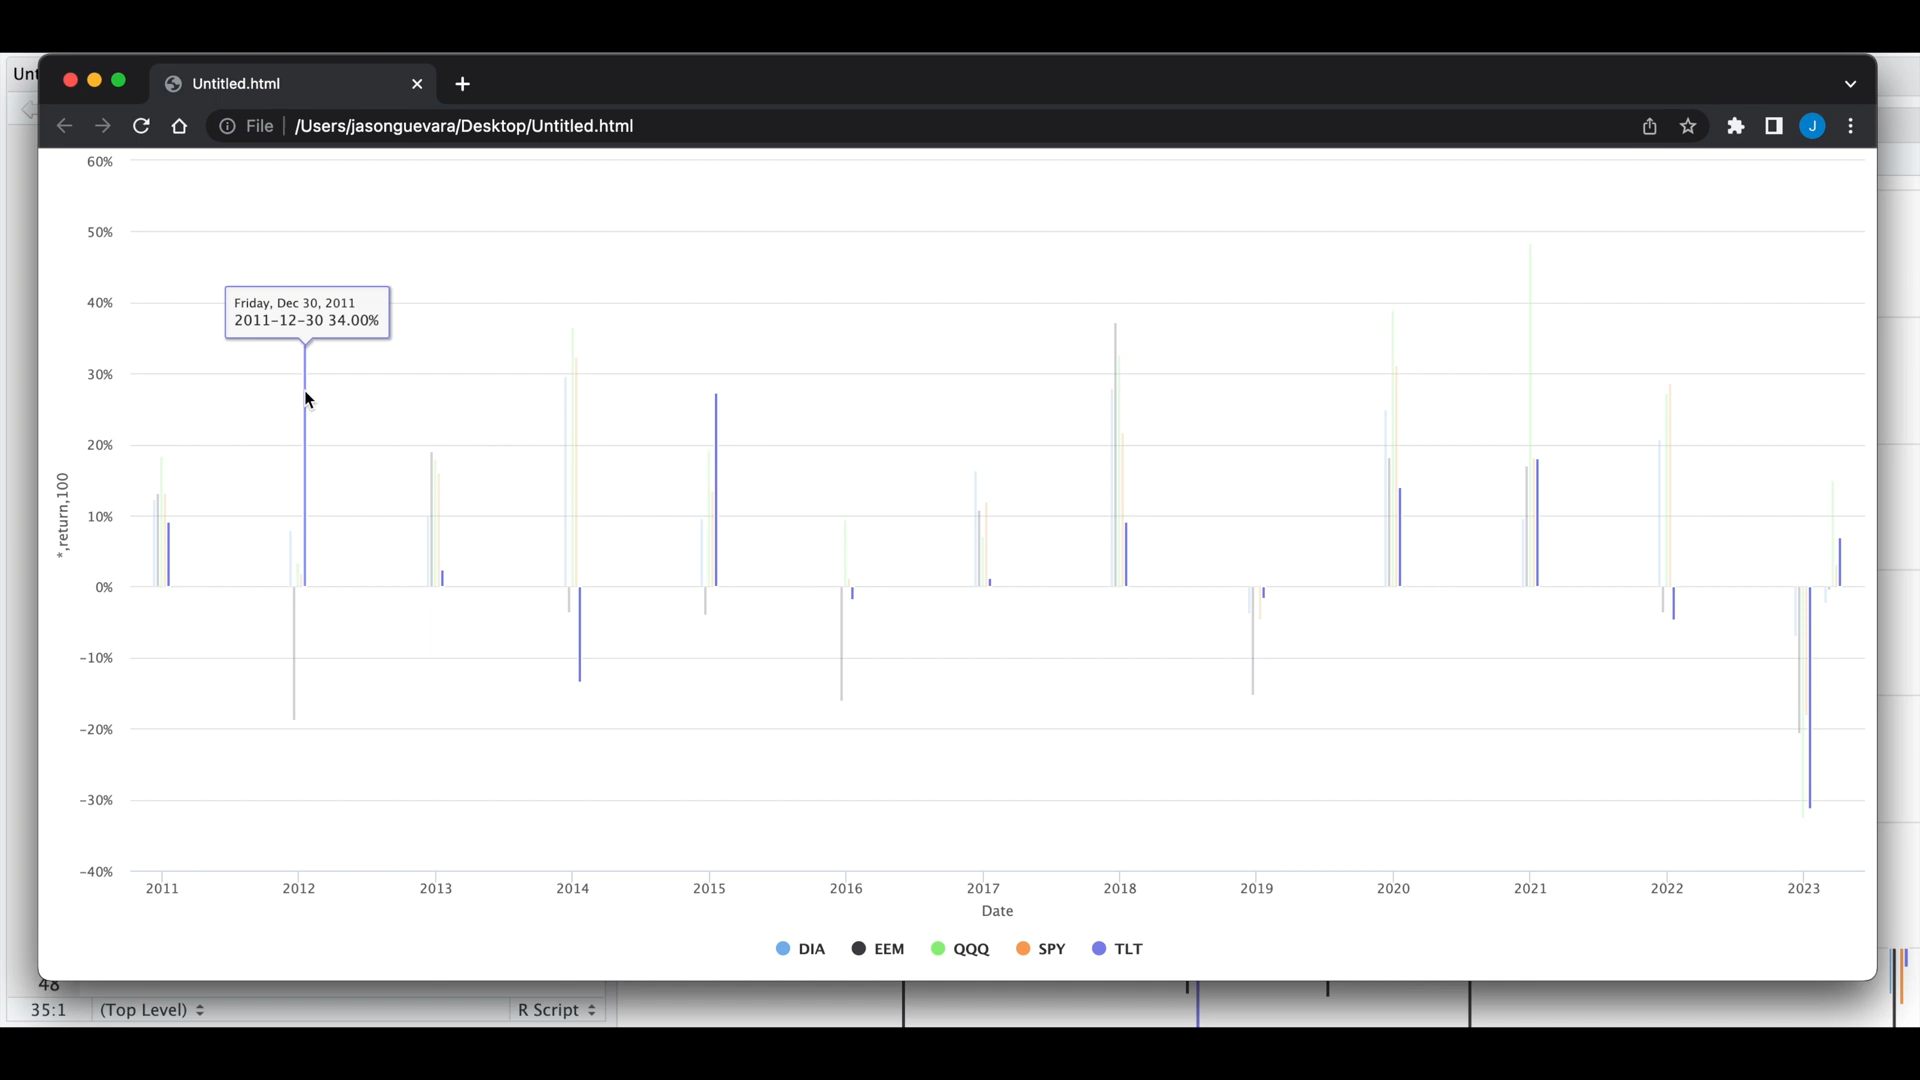 Unt
Untitled.html
File
/Users/jasonguevara/Desktop/Untitled.html
J
60%
50%
40%
30%
20%
10%
0%
-10%
-20%
-30%
-40%
*,return,100
Friday, Dec 30, 2011
2011-12-30 34.00%
2011 2012 2013 2014 2015 2016 2017 2018 2019 2020 2021 2022 2023
Date
DIA EEM QQQ SPY TLT
48
35:1 (Top Level) R Script